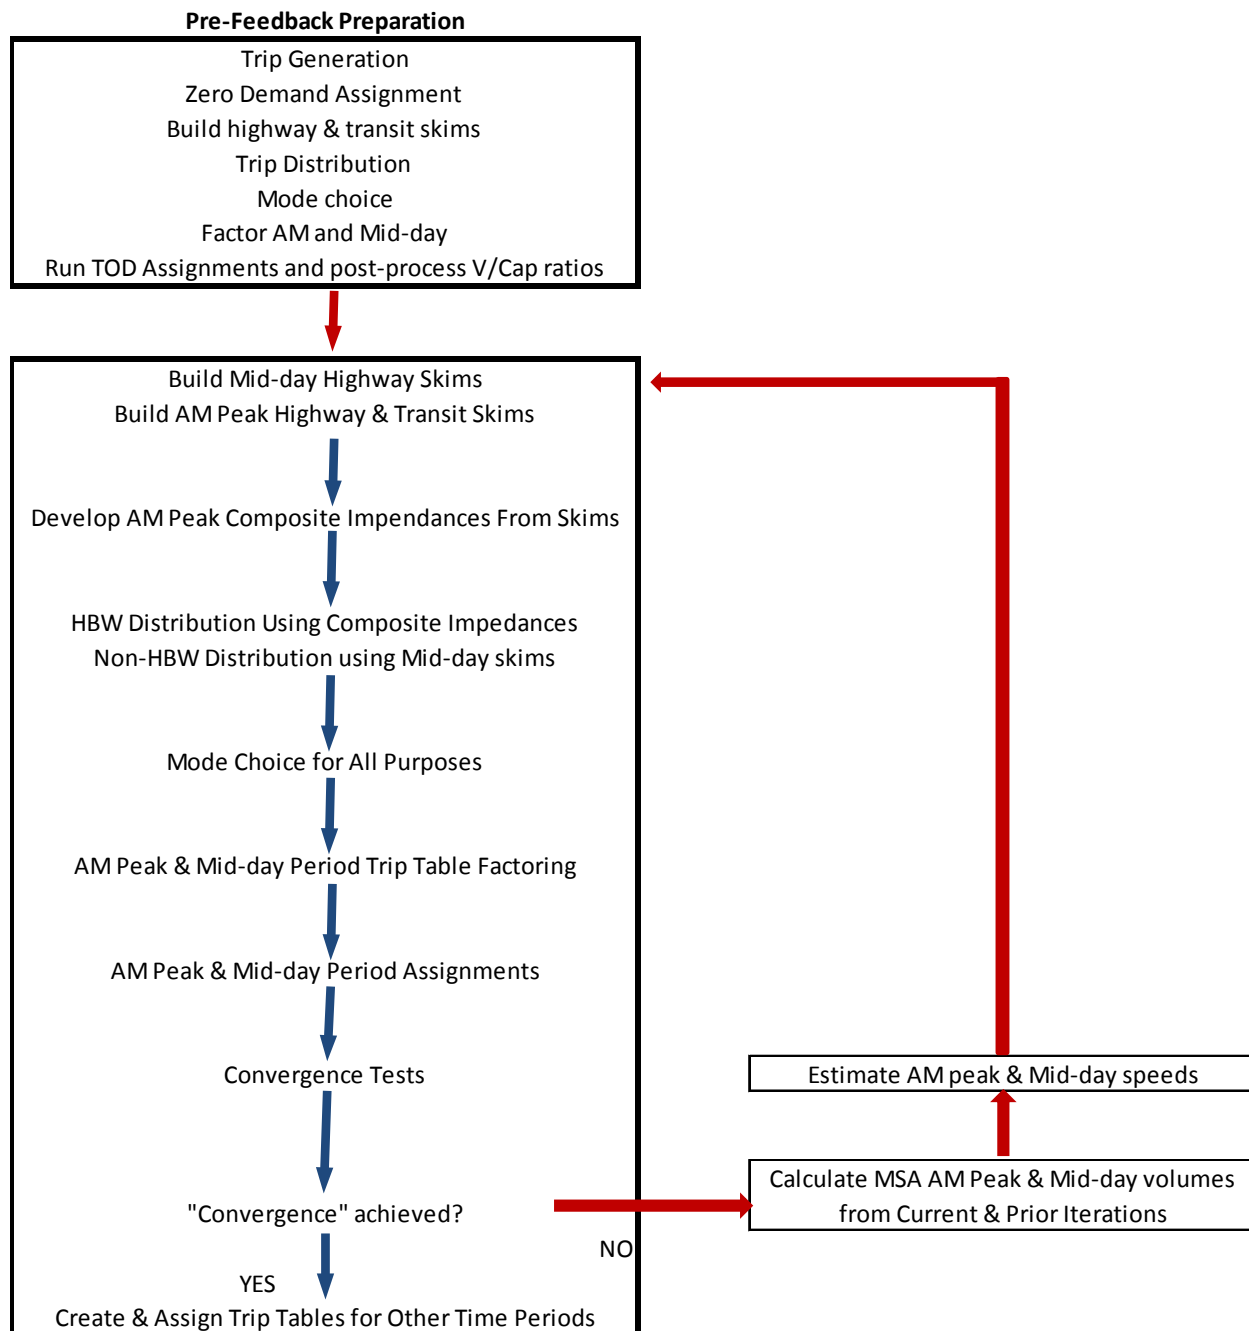 Pre-Feedback Preparation
Trip Generation
Zero Demand Assignment
Build highway & transit skims
Trip Distribution
Mode choice
Factor AM and Mid-day
Run TOD Assignments and post-process V/Cap ratios
Build Mid-day Highway Skims
Build AM Peak Highway & Transit Skims
Develop AM Peak Composite Impendances From Skims
HBW Distribution Using Composite Impedances
Non-HBW Distribution using Mid-day skims
Mode Choice for All Purposes
AM Peak & Mid-day Period Trip Table Factoring
AM Peak & Mid-day Period Assignments
Convergence Tests
"Convergence" achieved?
NO
YES
Create & Assign Trip Tables for Other Time Periods
Calculate MSA AM Peak & Mid-day volumes
from Current & Prior Iterations
Estimate AM peak & Mid-day speeds